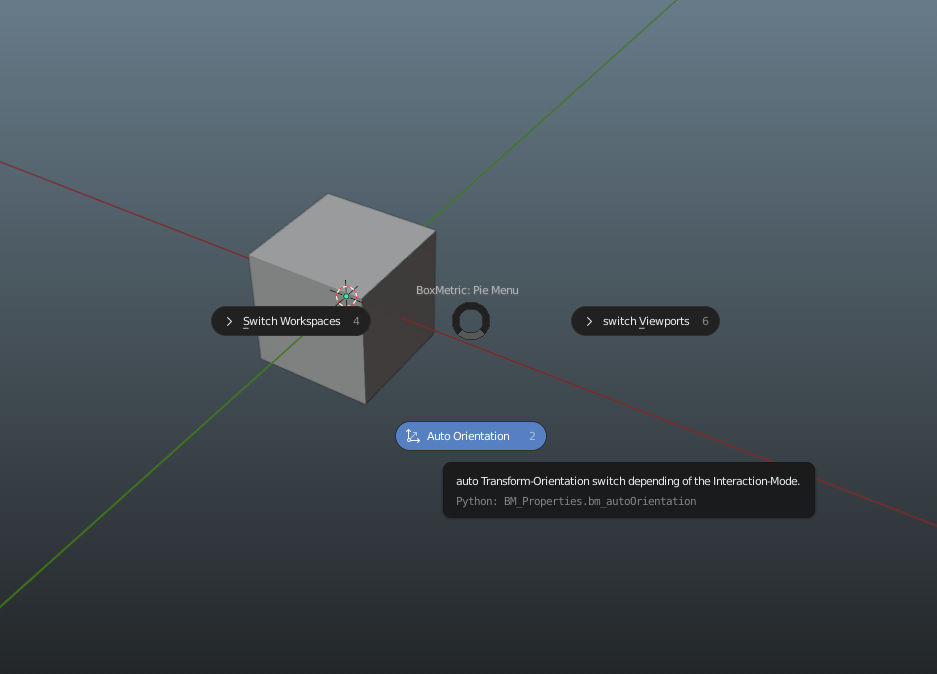 BoxMetric: Pie Menu
Switch Workspaces 4
switch Viewports 6
Auto Orientation 2
auto Transform-Orientation switch depending of the Interaction-Mode.
Python: BM_Properties.bm_autoOrientation